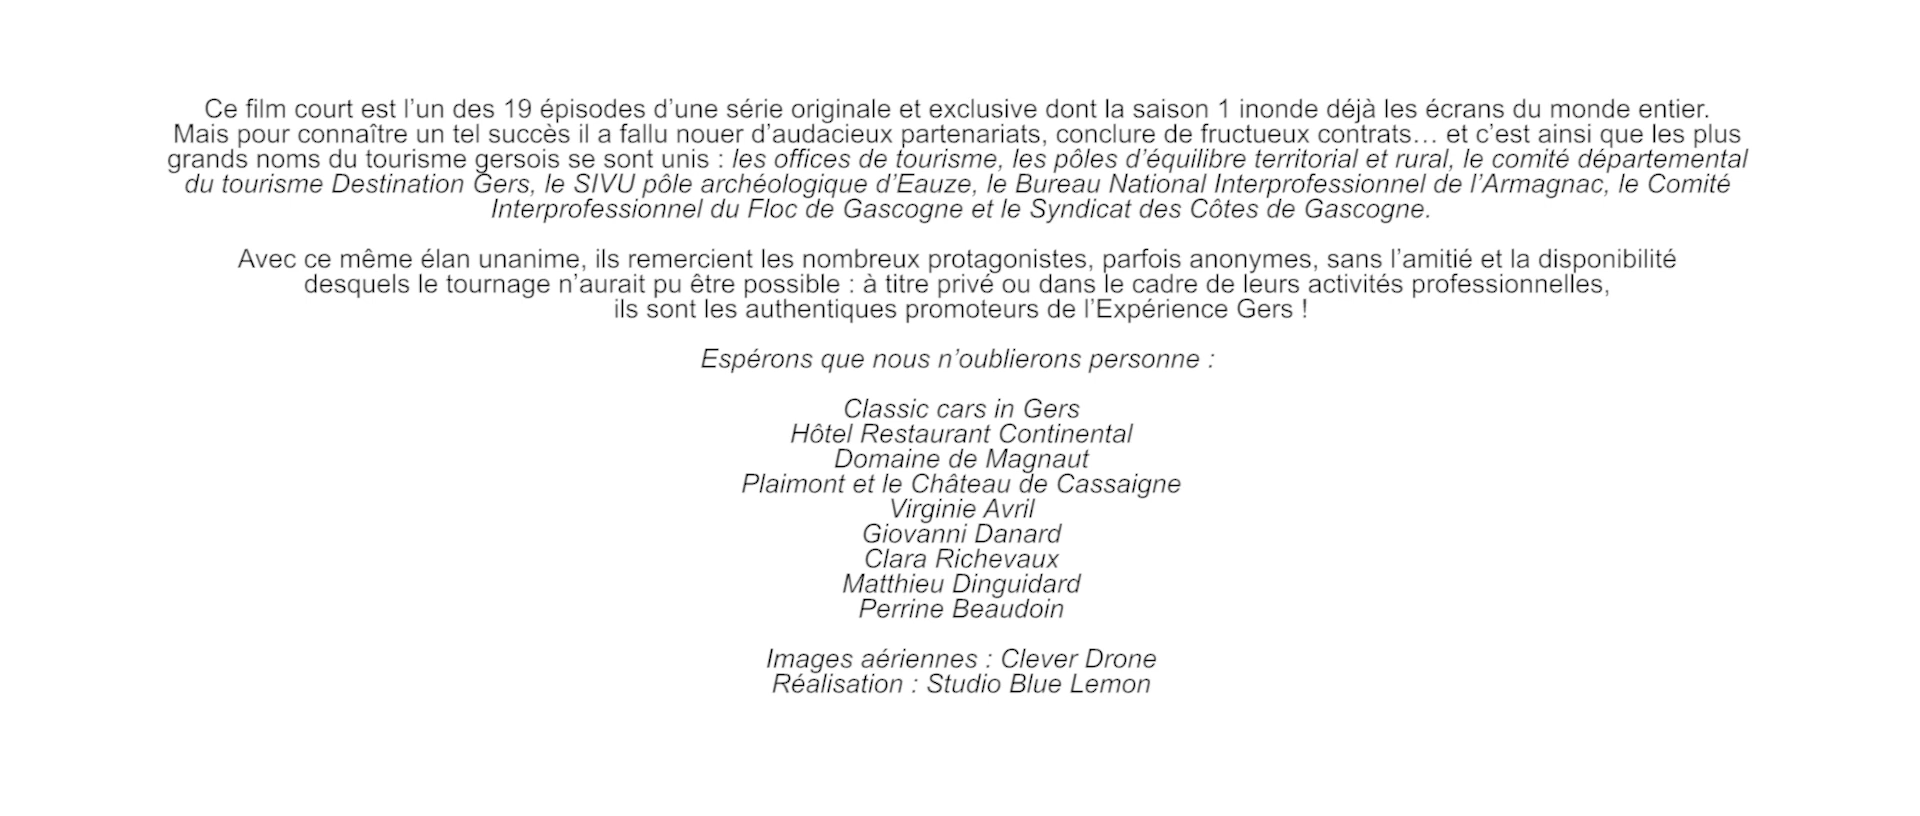 Ce film court est l’un des 19 épisodes d’une série originale et exclusive dont la saison 1 inonde déjà les écrans du monde entier.
Mais pour connaître un tel succès il a fallu nouer d’audacieux partenariats, conclure de fructueux contrats… et c’est ainsi que les plus
grands noms du tourisme gersois se sont unis : les offices de tourisme, les pôles d’équilibre territorial et rural, le comité départemental
du tourisme Destination Gers, le SIVU pôle archéologique d’Eauze, le Bureau National Interprofessionnel de l’Armagnac, le Comité
Interprofessionnel du Floc de Gascogne et le Syndicat des Côtes de Gascogne.
Avec ce même élan unanime, ils remercient les nombreux protagonistes, parfois anonymes, sans l’amitié et la disponibilité
desquels le tournage n’aurait pu être possible : à titre privé ou dans le cadre de leurs activités professionnelles,
ils sont les authentiques promoteurs de l’Expérience Gers !
Espérons que nous n’oublierons personne :
Classic cars in Gers
Hôtel Restaurant Continental
Domaine de Magnaut
Plaimont et le Château de Cassaigne
Virginie Avril
Giovanni Danard
Clara Richevaux
Matthieu Dinguidard
Perrine Beaudoin
Images aériennes : Clever Drone
Réalisation : Studio Blue Lemon